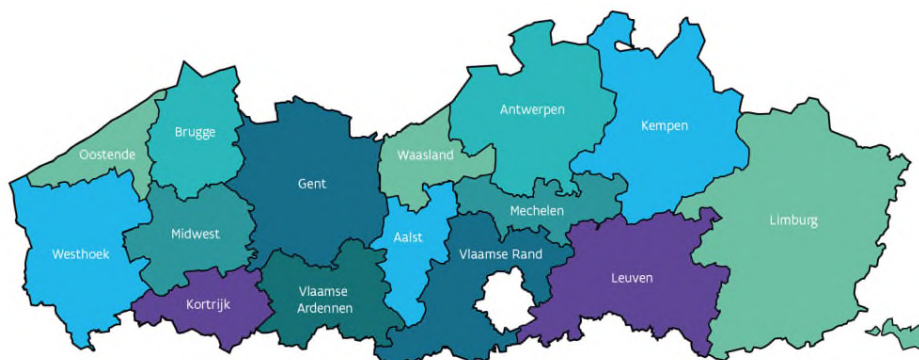 Oostende
Brugge
Gent
Waasland
Antwerpen
Kempen
Westhoek
Midwest
Aalst
Mechelen
Limburg
Kortrijk
Vlaamse
Ardennen
Vlaamse Rand
Leuven